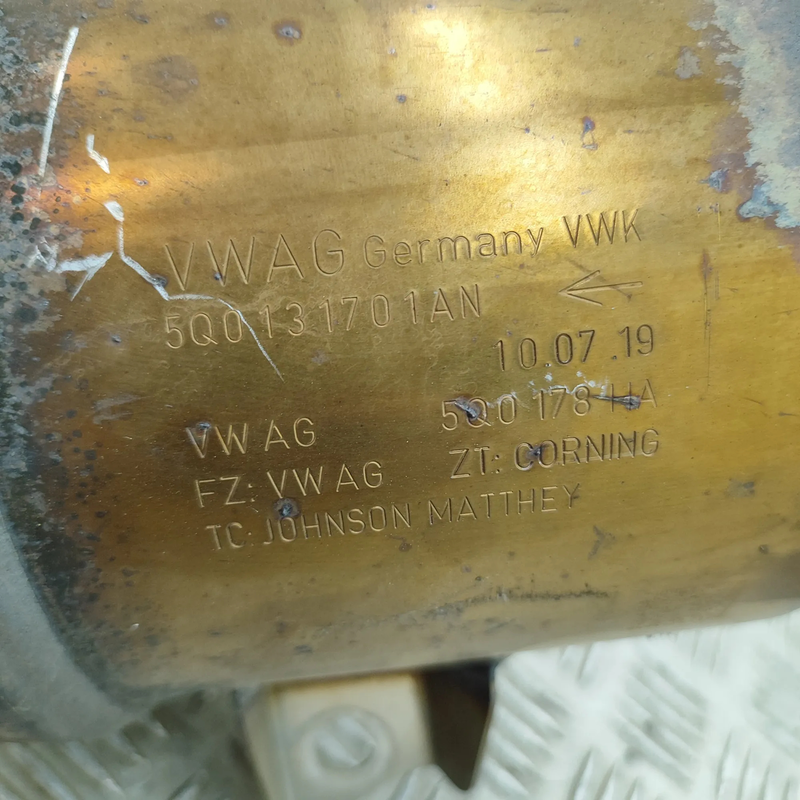 VWAG Germany VWK
5Q0131701AN
10.07.19
VW AG 5Q0 178 HA
FZ: VW AG ZT: CORNING
TC: JOHNSON MATTHEY